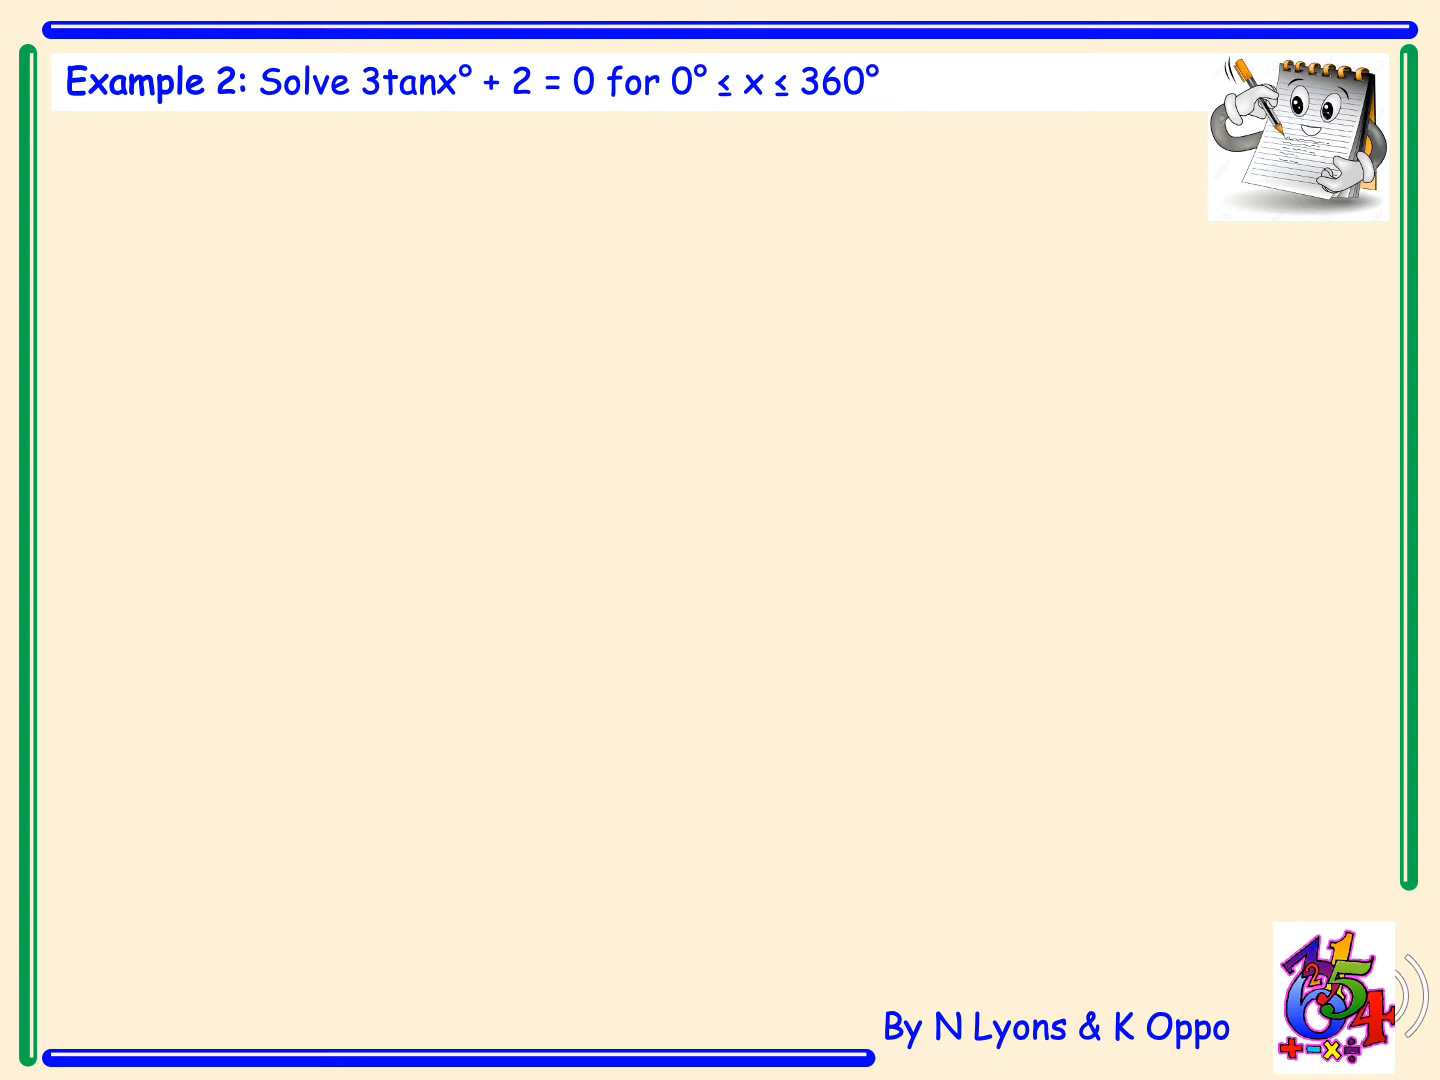 Example 2: Solve 3tanx° + 2 = 0 for 0° ≤ x ≤ 360°
By N Lyons & K Oppo